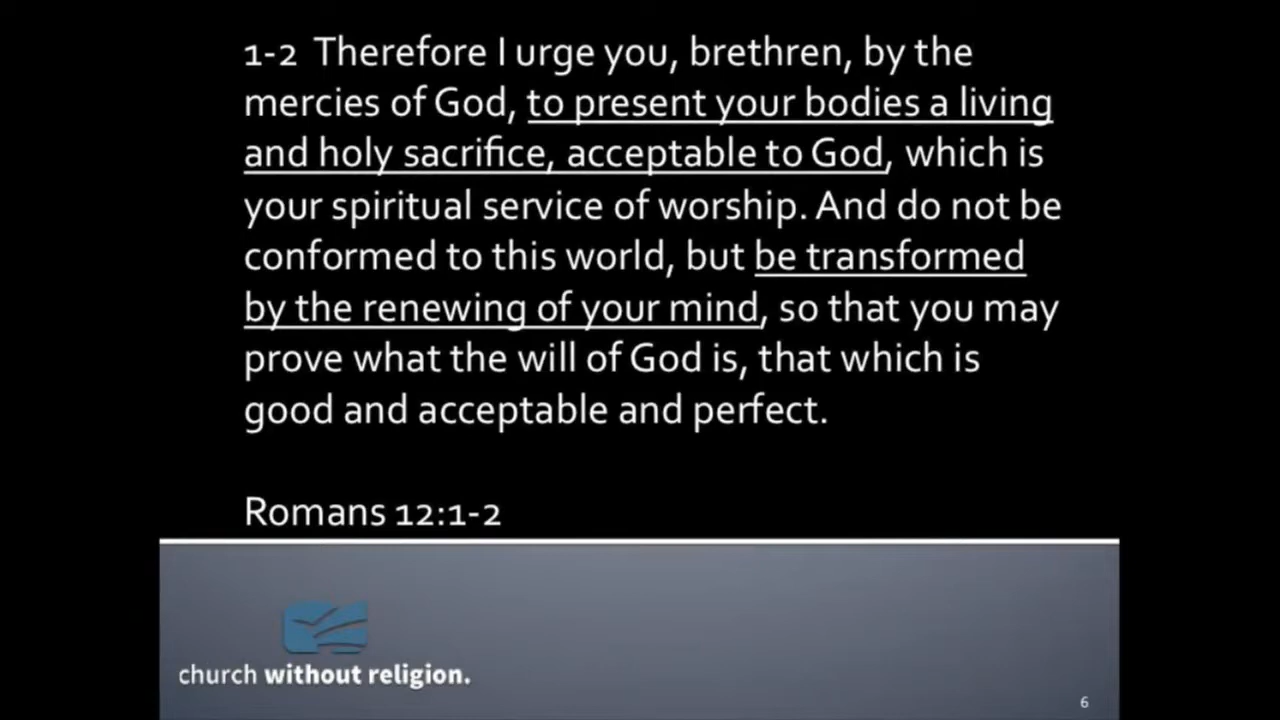 1-2 Therefore I urge you, brethren, by the
mercies of God, to present your bodies a living
and holy sacrifice, acceptable to God, which is
your spiritual service of worship. And do not be
conformed to this world, but be transformed
by the renewing of your mind, so that you may
prove what the will of God is, that which is
good and acceptable and perfect.
Romans 12:1-2
church without religion.
6